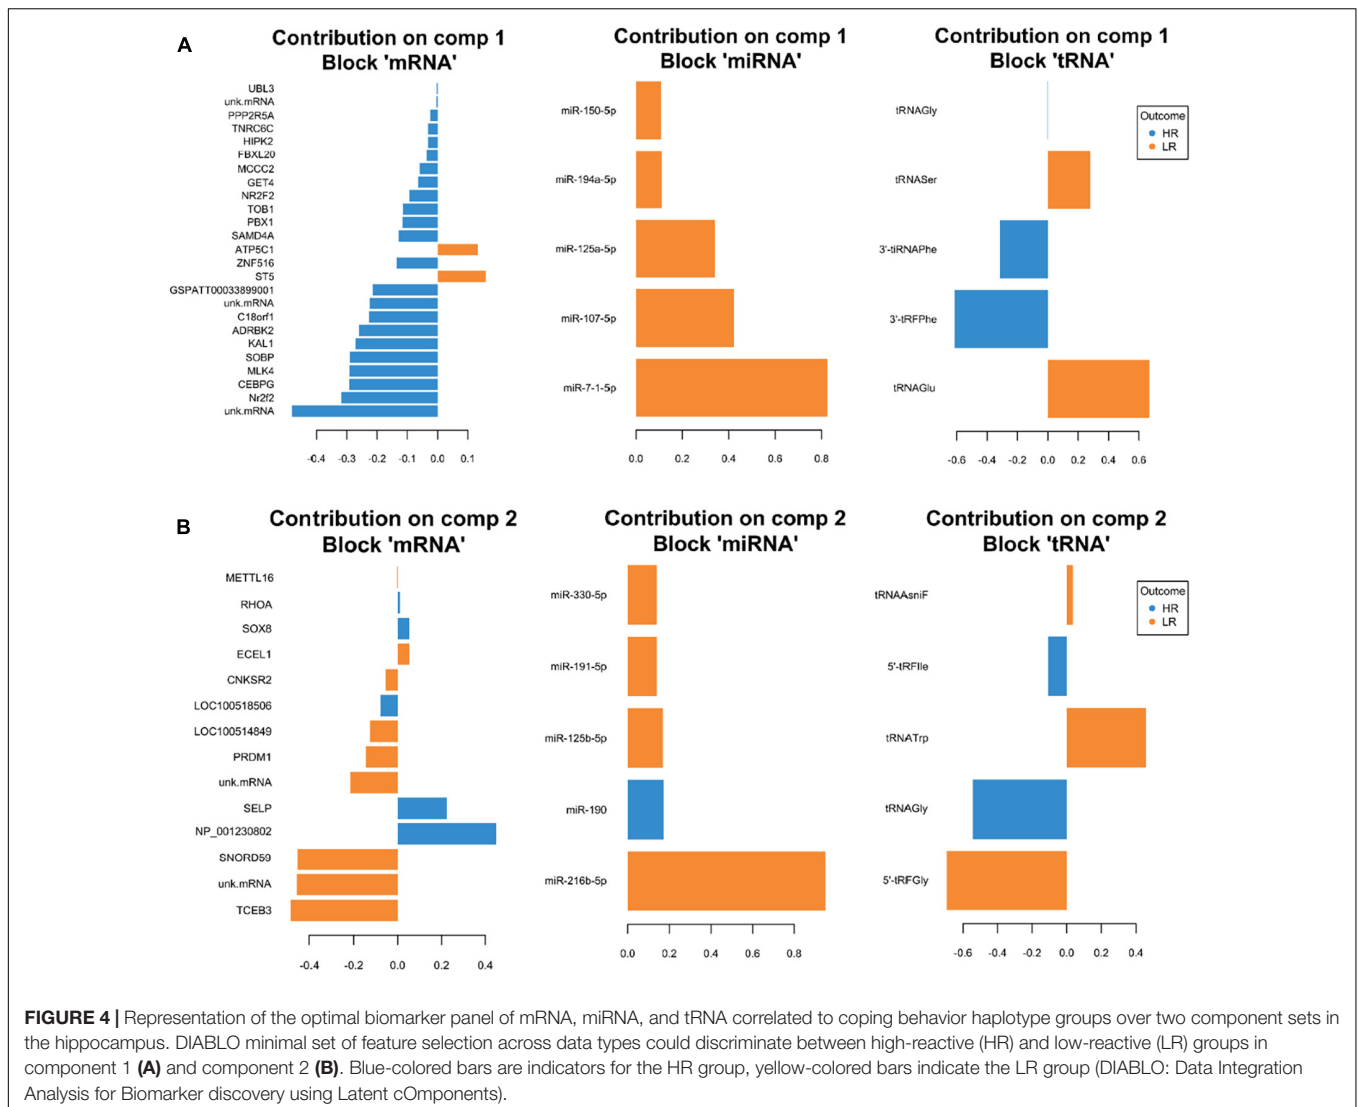 A
Contribution on comp 1
Block 'mRNA'
UBL3
unk.mRNA
PPP2R5A
TNRC6C
HIPK2
FBXL20
MCCC2
GET4
NR2F2
TOB1
PBX1
SAMD4A
ATP5C1
ZNF516
ST5
GSPATT00033899001
unk.mRNA
C18orf1
ADRBK2
KAL1
SOBP
MLK4
CEBPG
Nr2f2
unk.mRNA
-0.4 -0.3 -0.2 -0.1 0.0 0.1
Contribution on comp 1
Block 'miRNA'
miR-150-5p
miR-194a-5p
miR-125a-5p
miR-107-5p
miR-7-1-5p
0.0 0.2 0.4 0.6 0.8
Contribution on comp 1
Block 'tRNA'
tRNAGly
tRNASer
3'-tiRNAPhe
3'-tRFPhe
tRNAGlu
-0.6 -0.4 -0.2 0.0 0.2 0.4 0.6
Outcome
HR
LR
B
Contribution on comp 2
Block 'mRNA'
METTL16
RHOA
SOX8
ECEL1
CNKSR2
LOC100518506
LOC100514849
PRDM1
unk.mRNA
SELP
NP_001230802
SNORD59
unk.mRNA
TCEB3
-0.4 -0.2 0.0 0.2 0.4
Contribution on comp 2
Block 'miRNA'
miR-330-5p
miR-191-5p
miR-125b-5p
miR-190
miR-216b-5p
0.0 0.2 0.4 0.6 0.8
Contribution on comp 2
Block 'tRNA'
tRNAAsniF
5'-tRFIle
tRNATrp
tRNAGly
5'-tRFGly
-0.6 -0.4 -0.2 0.0 0.2 0.4
Outcome
HR
LR
FIGURE 4 | Representation of the optimal biomarker panel of mRNA, miRNA, and tRNA correlated to coping behavior haplotype groups over two component sets in
the hippocampus. DIABLO minimal set of feature selection across data types could discriminate between high-reactive (HR) and low-reactive (LR) groups in
component 1 (A) and component 2 (B). Blue-colored bars are indicators for the HR group, yellow-colored bars indicate the LR group (DIABLO: Data Integration
Analysis for Biomarker discovery using Latent cOmponents).